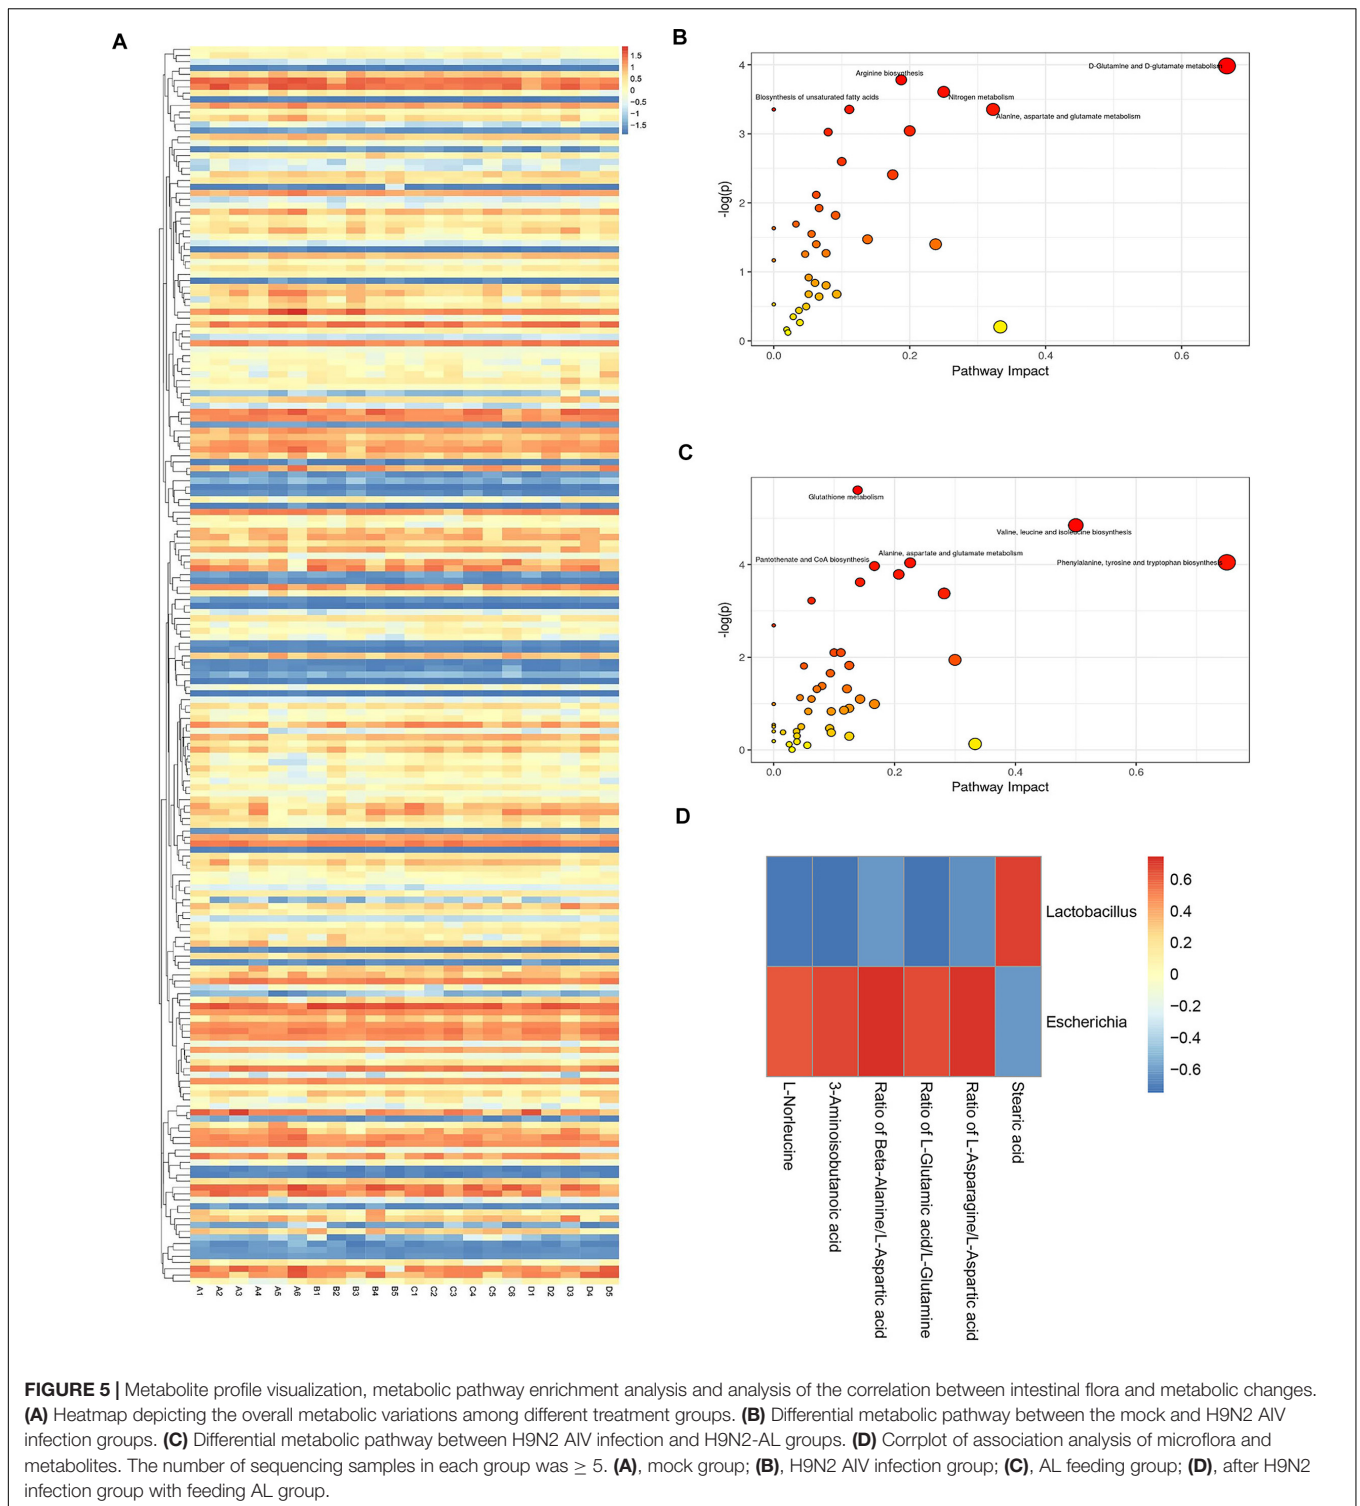 A
1.5
1
0.5
0
−0.5
−1
−1.5
A1
A2
A3
A4
A5
A6
B1
B2
B3
B4
B5
C1
C2
C3
C4
C5
C6
D1
D2
D3
D4
D5
B
D-Glutamine and D-glutamate metabolism
Arginine biosynthesis
Biosynthesis of unsaturated fatty acids
Nitrogen metabolism
Alanine, aspartate and glutamate metabolism
4
3
2
1
0
-log(p)
0.0
0.2
0.4
0.6
Pathway Impact
C
Glutathione metabolism
Valine, leucine and isoleucine biosynthesis
Alanine, aspartate and glutamate metabolism
Pantothenate and CoA biosynthesis
Phenylalanine, tyrosine and tryptophan biosynthesis
4
2
0
-log(p)
0.0
0.2
0.4
0.6
Pathway Impact
D
Lactobacillus
Escherichia
0.6
0.4
0.2
0
−0.2
−0.4
−0.6
L-Norleucine
3-Aminoisobutanoic acid
Ratio of Beta-Alanine/L-Aspartic acid
Ratio of L-Glutamic acid/L-Glutamine
Ratio of L-Asparagine/L-Aspartic acid
Stearic acid
FIGURE 5 | Metabolite profile visualization, metabolic pathway enrichment analysis and analysis of the correlation between intestinal flora and metabolic changes.
(A) Heatmap depicting the overall metabolic variations among different treatment groups. (B) Differential metabolic pathway between the mock and H9N2 AIV
infection groups. (C) Differential metabolic pathway between H9N2 AIV infection and H9N2-AL groups. (D) Corrplot of association analysis of microflora and
metabolites. The number of sequencing samples in each group was ≥ 5. (A), mock group; (B), H9N2 AIV infection group; (C), AL feeding group; (D), after H9N2
infection group with feeding AL group.